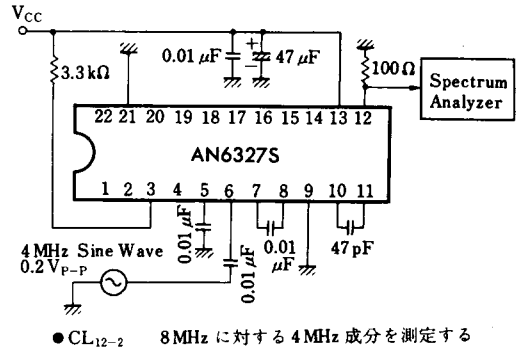 VCC
0.01 μF
+
−
47 μF
3.3 kΩ
100 Ω
Spectrum
Analyzer
22 21 20 19 18 17 16 15 14 13 12
AN6327S
1 2 3 4 5 6 7 8 9 10 11
0.01 μF
0.01
μF
47 pF
4 MHz Sine Wave
0.2 VP-P
0.01 μF
● CL12-2 8 MHz に対する 4 MHz 成分を測定する